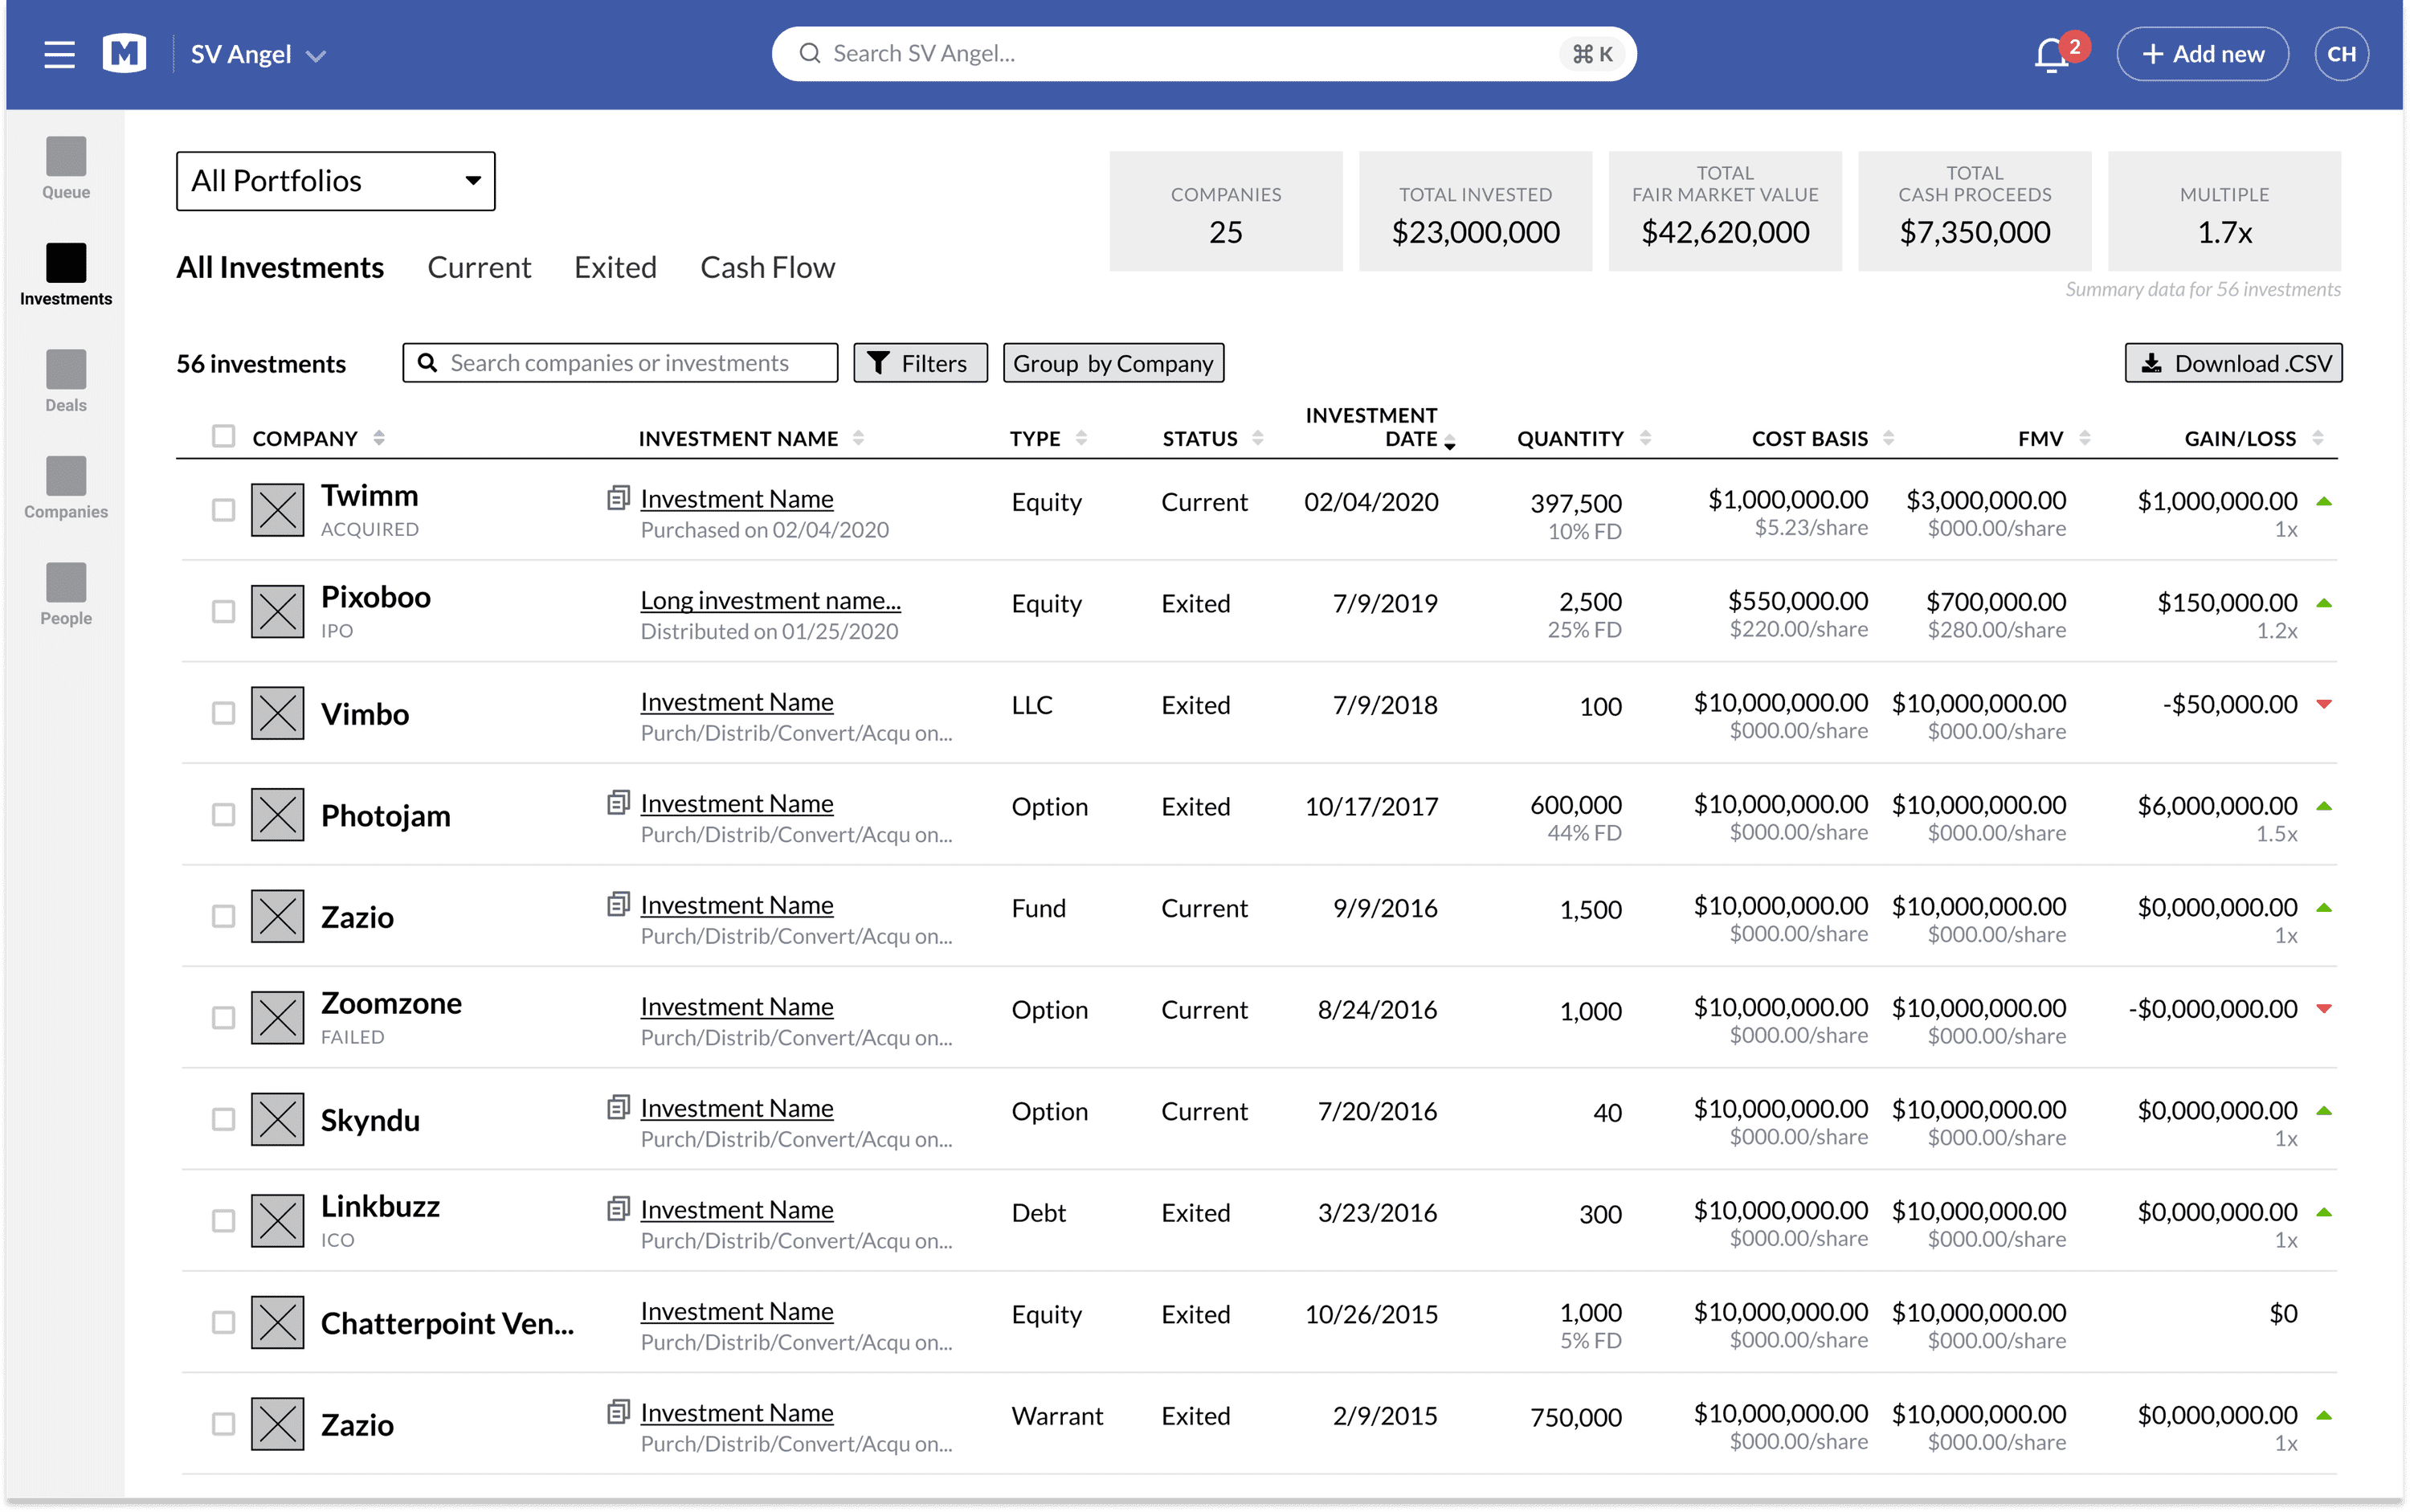 M SV Angel
Search SV Angel...
⌘ K
2
+ Add new
CH
Queue
Investments
Deals
Companies
People
All Portfolios
COMPANIES
25
TOTAL INVESTED
$23,000,000
TOTAL
FAIR MARKET VALUE
$42,620,000
TOTAL
CASH PROCEEDS
$7,350,000
MULTIPLE
1.7x
Summary data for 56 investments
All Investments Current Exited Cash Flow
56 investments
Search companies or investments
Filters
Group by Company
Download .CSV
COMPANY INVESTMENT NAME TYPE STATUS INVESTMENT DATE QUANTITY COST BASIS FMV GAIN/LOSS
Twimm Investment Name Equity Current 02/04/2020 397,500 $1,000,000.00 $3,000,000.00 $1,000,000.00
ACQUIRED Purchased on 02/04/2020 10% FD $5.23/share $000.00/share 1x
Pixoboo Long investment name... Equity Exited 7/9/2019 2,500 $550,000.00 $700,000.00 $150,000.00
IPO Distributed on 01/25/2020 25% FD $220.00/share $280.00/share 1.2x
Vimbo Investment Name LLC Exited 7/9/2018 100 $10,000,000.00 $10,000,000.00 -$50,000.00
Purch/Distrib/Convert/Acqu on... $000.00/share $000.00/share
Photojam Investment Name Option Exited 10/17/2017 600,000 $10,000,000.00 $10,000,000.00 $6,000,000.00
Purch/Distrib/Convert/Acqu on... 44% FD $000.00/share $000.00/share 1.5x
Zazio Investment Name Fund Current 9/9/2016 1,500 $10,000,000.00 $10,000,000.00 $0,000,000.00
Purch/Distrib/Convert/Acqu on... $000.00/share $000.00/share 1x
Zoomzone Investment Name Option Current 8/24/2016 1,000 $10,000,000.00 $10,000,000.00 -$0,000,000.00
FAILED Purch/Distrib/Convert/Acqu on... $000.00/share $000.00/share
Skyndu Investment Name Option Current 7/20/2016 40 $10,000,000.00 $10,000,000.00 $0,000,000.00
Purch/Distrib/Convert/Acqu on... $000.00/share $000.00/share 1x
Linkbuzz Investment Name Debt Exited 3/23/2016 300 $10,000,000.00 $10,000,000.00 $0,000,000.00
ICO Purch/Distrib/Convert/Acqu on... $000.00/share $000.00/share 1x
Chatterpoint Ven... Investment Name Equity Exited 10/26/2015 1,000 $10,000,000.00 $10,000,000.00 $0
Purch/Distrib/Convert/Acqu on... 5% FD $000.00/share $000.00/share
Zazio Investment Name Warrant Exited 2/9/2015 750,000 $10,000,000.00 $10,000,000.00 $0,000,000.00
Purch/Distrib/Convert/Acqu on... $000.00/share $000.00/share 1x